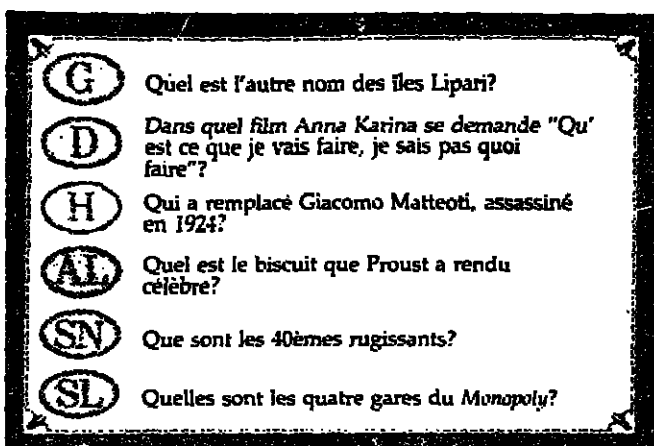 G Quel est l'autre nom des îles Lipari?
D Dans quel film Anna Karina se demande "Qu'
est ce que je vais faire, je sais pas quoi
faire"?
H Qui a remplacé Giacomo Matteoti, assassiné
en 1924?
AL Quel est le biscuit que Proust a rendu
célèbre?
SN Que sont les 40èmes rugissants?
SL Quelles sont les quatre gares du Monopoly?